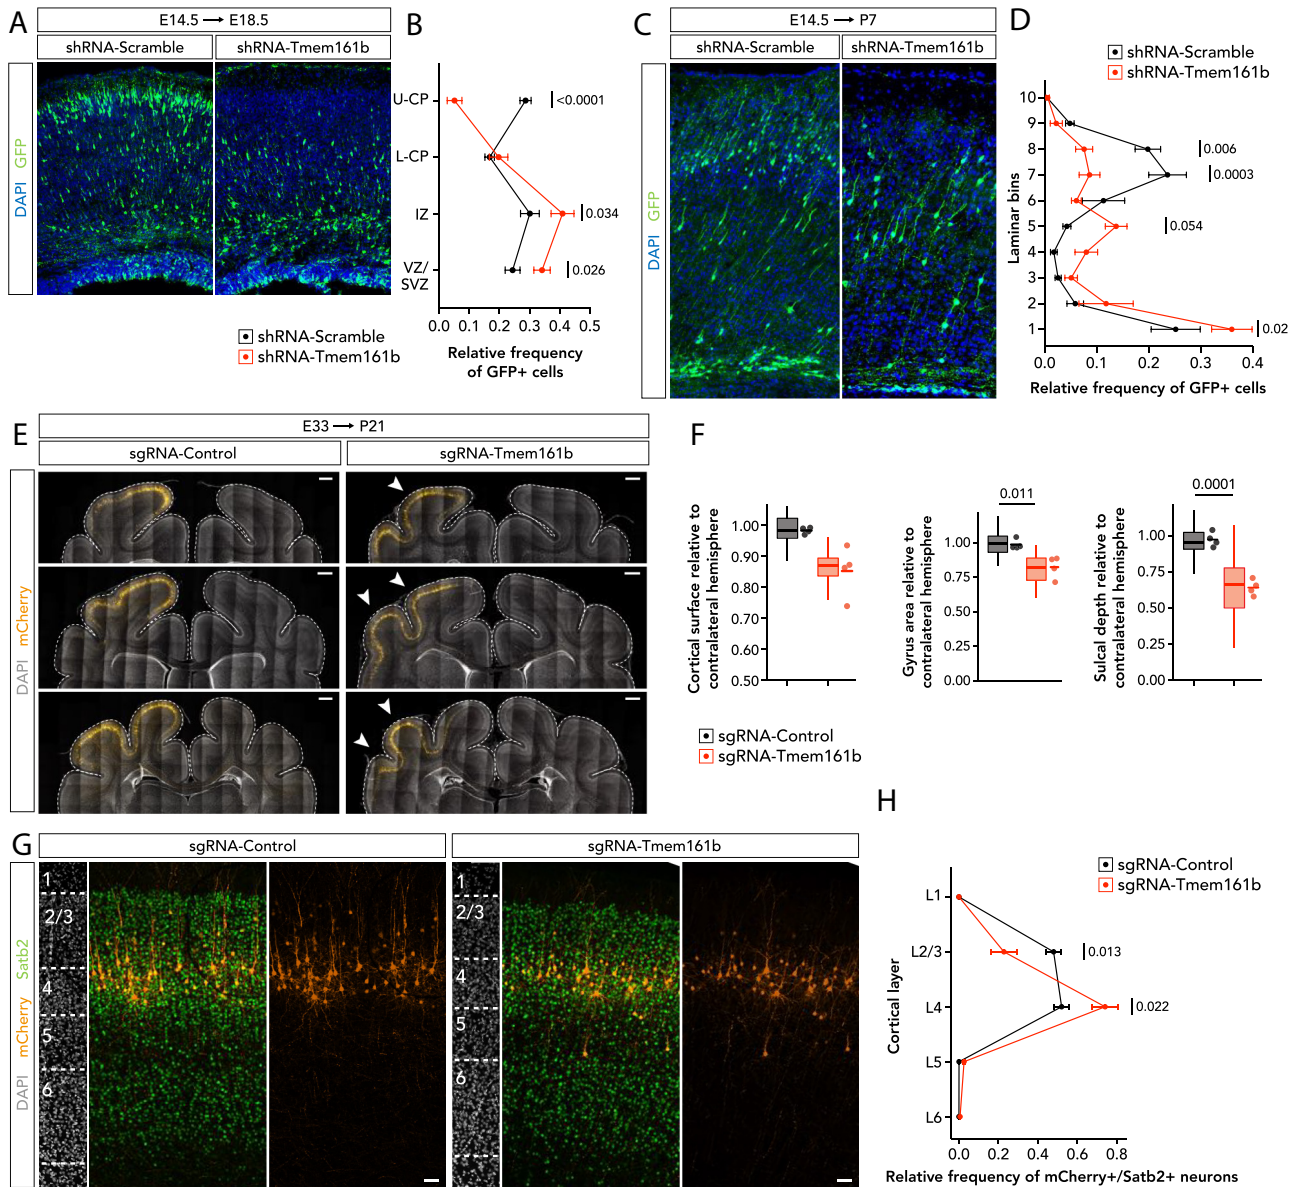 A
E14.5 → E18.5
shRNA-Scramble
shRNA-Tmem161b
DAPI GFP
B
U-CP
L-CP
IZ
VZ/
SVZ
<0.0001
0.034
0.026
0.0 0.1 0.2 0.3 0.4 0.5
Relative frequency
of GFP+ cells
shRNA-Scramble
shRNA-Tmem161b
C
E14.5 → P7
shRNA-Scramble
shRNA-Tmem161b
DAPI GFP
D
shRNA-Scramble
shRNA-Tmem161b
Laminar bins
10
9
8
7
6
5
4
3
2
1
0.006
0.0003
0.054
0.02
0.0 0.1 0.2 0.3 0.4
Relative frequency of GFP+ cells
E
E33 → P21
sgRNA-Control
sgRNA-Tmem161b
DAPI mCherry
F
Cortical surface relative to
contralateral hemisphere
1.00
0.90
0.80
0.70
0.60
0.50
Gyrus area relative to
contralateral hemisphere
0.011
1.00
0.75
0.50
0.25
0.00
Sulcal depth relative to
contralateral hemisphere
0.0001
1.00
0.75
0.50
0.25
0.00
sgRNA-Control
sgRNA-Tmem161b
G
sgRNA-Control
sgRNA-Tmem161b
DAPI mCherry Satb2
1
2/3
4
5
6
1
2/3
4
5
6
H
sgRNA-Control
sgRNA-Tmem161b
Cortical layer
L1
L2/3
L4
L5
L6
0.013
0.022
0.0 0.2 0.4 0.6 0.8
Relative frequency of mCherry+/Satb2+ neurons